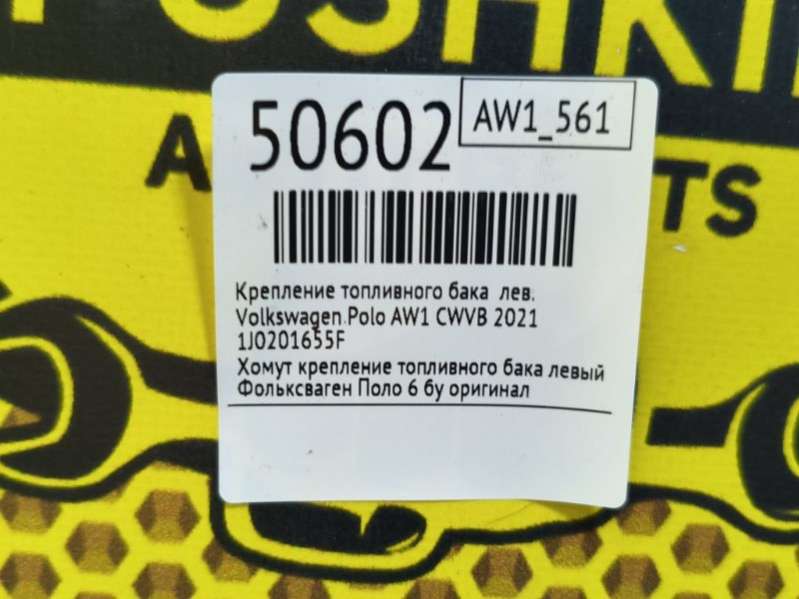 50602
AW1_561
Крепление топливного бака лев.
Volkswagen Polo AW1 CWVB 2021
1J0201655F
Хомут крепление топливного бака левый
Фольксваген Поло 6 бу оригинал